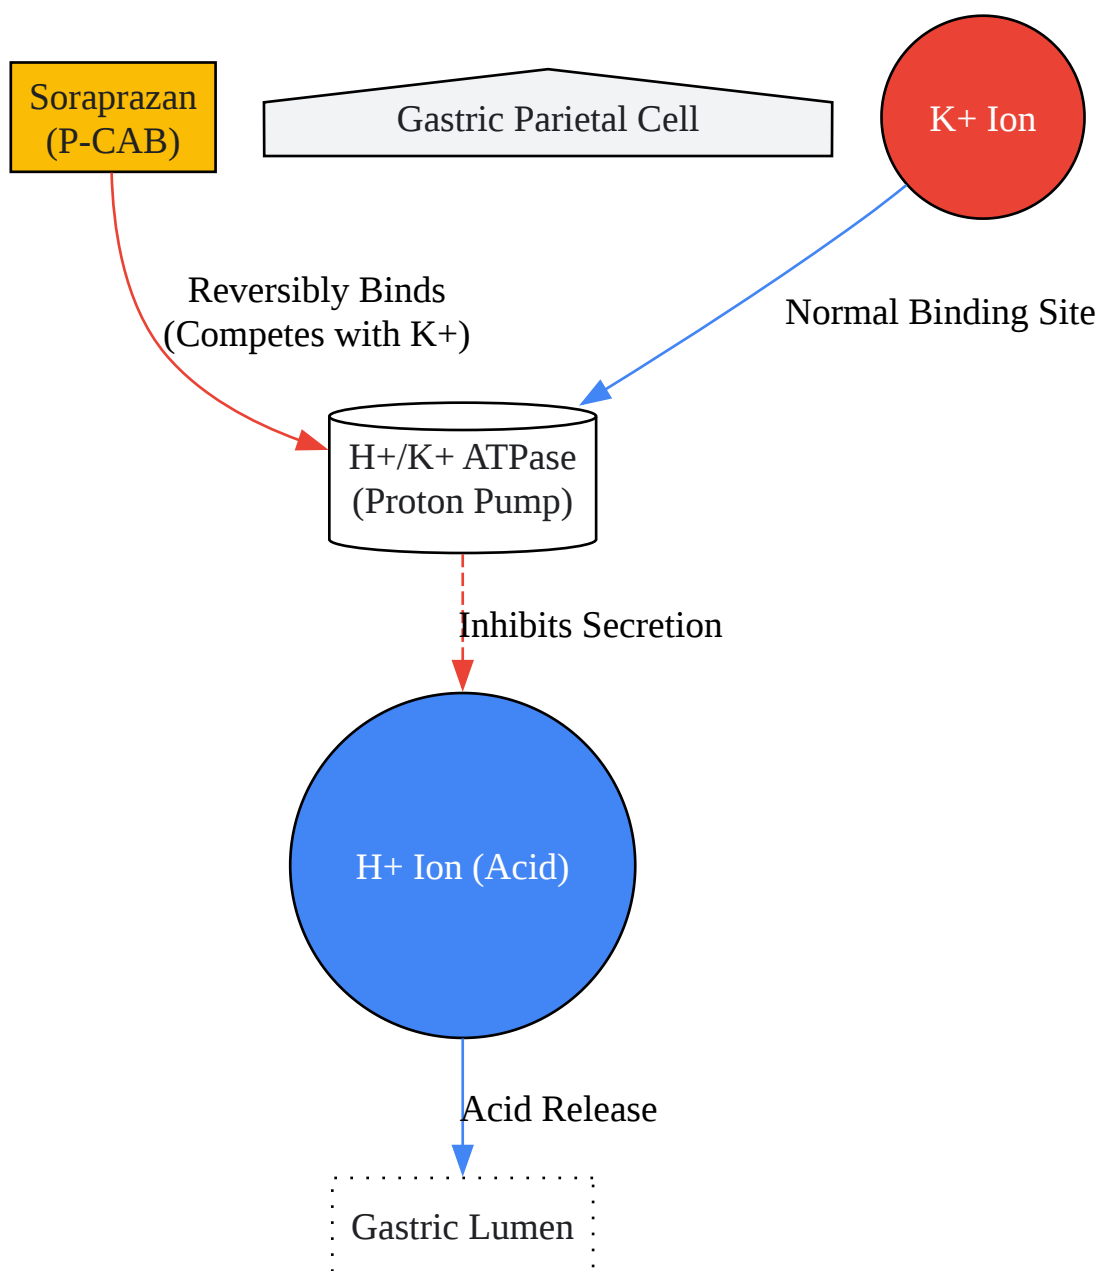 Soraprazan
(P-CAB)
Gastric Parietal Cell
K+ Ion
Reversibly Binds
(Competes with K+)
Normal Binding Site
H+/K+ ATPase
(Proton Pump)
Inhibits Secretion
H+ Ion (Acid)
Acid Release
Gastric Lumen